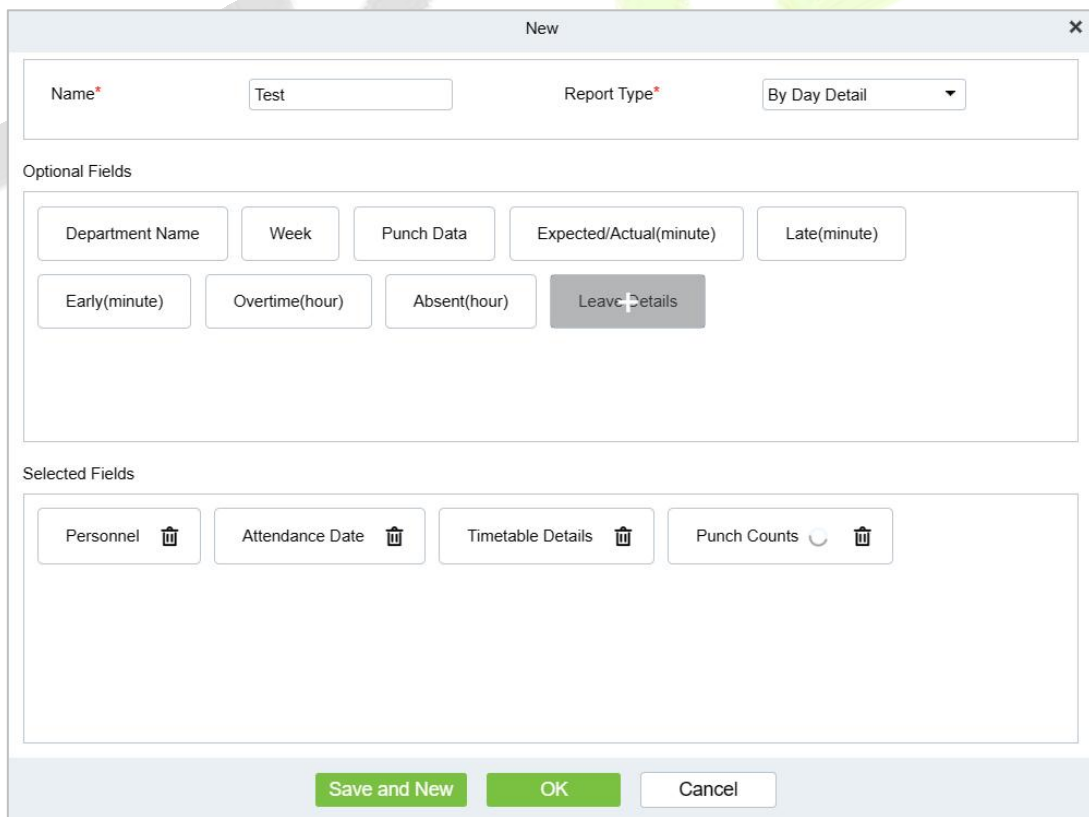 New
Name* Test Report Type* By Day Detail
Optional Fields
Department Name Week Punch Data Expected/Actual(minute) Late(minute)
Early(minute) Overtime(hour) Absent(hour) Leave Details
Selected Fields
Personnel Attendance Date Timetable Details Punch Counts
Save and New OK Cancel